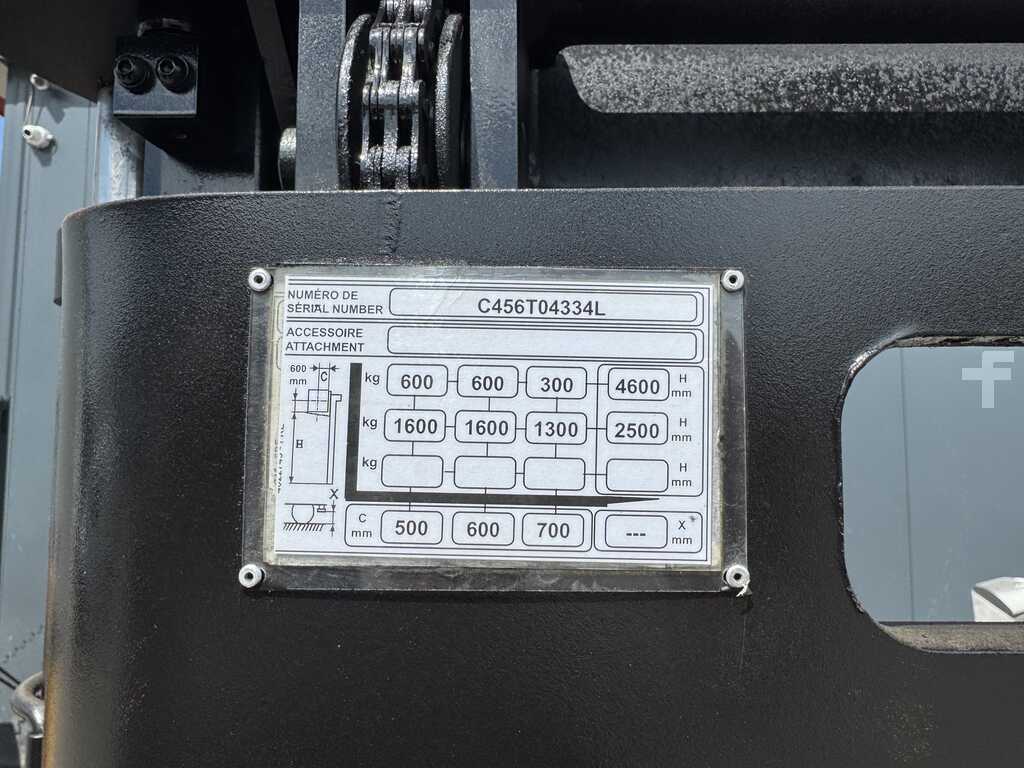 NUMÉRO DE
SÉRIAL NUMBER
C456T04334L
ACCESSOIRE
ATTACHMENT
600
mm
C
H
X
kg 600 600 300 4600 H mm
kg 1600 1600 1300 2500 H mm
kg H mm
C mm 500 600 700 --- X mm
f